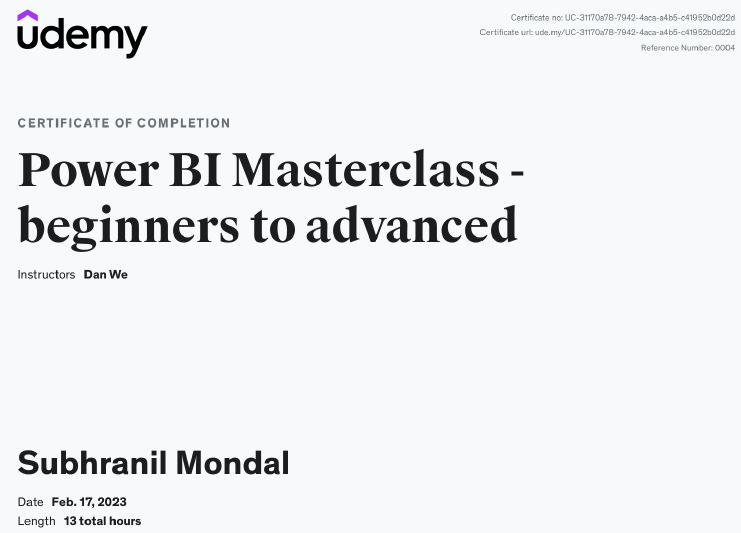 udemy
Certificate no: UC-31170a78-7942-4aca-a4b5-c41952b0d22d
Certificate url: ude.my/UC-31170a78-7942-4aca-a4b5-c41952b0d22d
Reference Number: 0004
CERTIFICATE OF COMPLETION
Power BI Masterclass -
beginners to advanced
Instructors Dan We
Subhranil Mondal
Date Feb. 17, 2023
Length 13 total hours